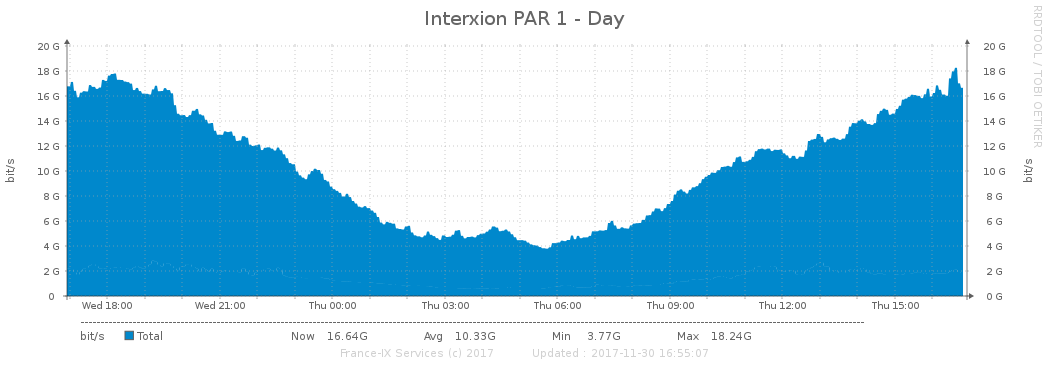 Interxion PAR 1 - Day
RRDTOOL / TOBI OETIKER
20 G 20 G
18 G 18 G
16 G 16 G
14 G 14 G
12 G 12 G
10 G 10 G
8 G 8 G
6 G 6 G
4 G 4 G
2 G 2 G
0 0 G
bit/s
bit/s
Wed 18:00 Wed 21:00 Thu 00:00 Thu 03:00 Thu 06:00 Thu 09:00 Thu 12:00 Thu 15:00
bit/s Total Now 16.64G Avg 10.33G Min 3.77G Max 18.24G
France-IX Services (c) 2017 Updated : 2017-11-30 16:55:07